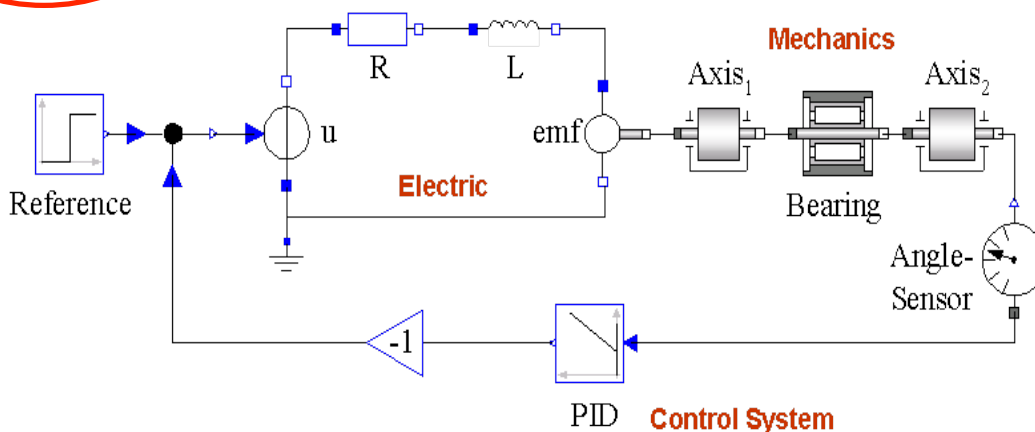 Mechanics
R
L
Axis1
Axis2
u
emf
Electric
Reference
Bearing
Angle-
Sensor
-1
PID
Control System